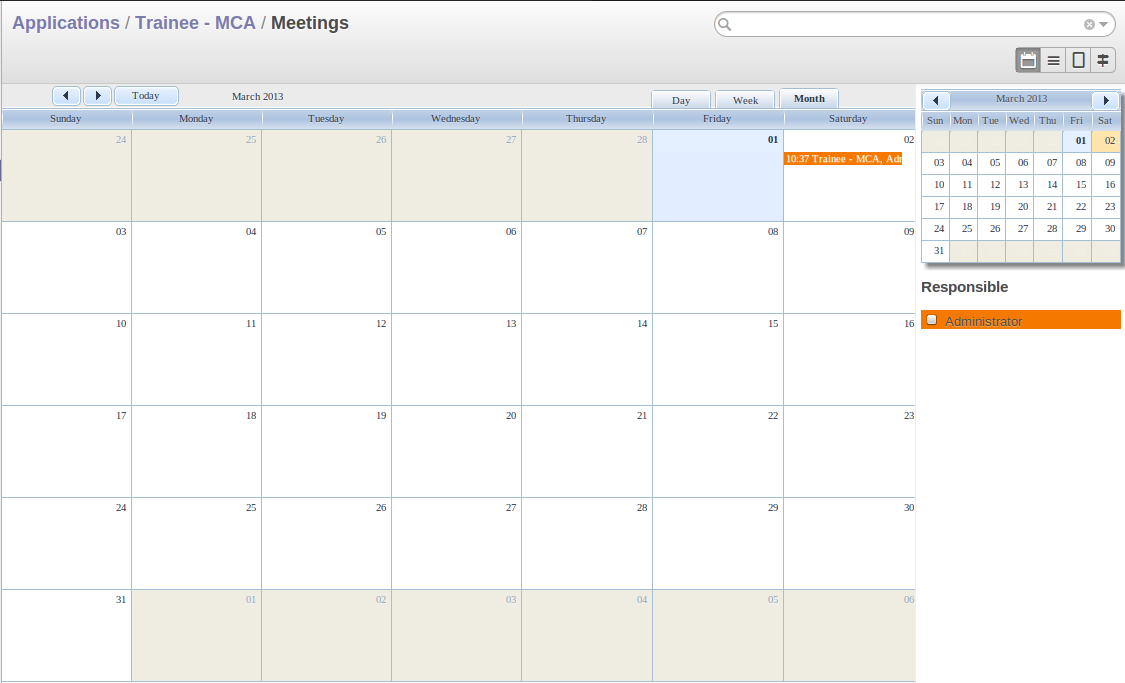 Applications / Trainee - MCA / Meetings
Today March 2013 Day Week Month
Sunday Monday Tuesday Wednesday Thursday Friday Saturday
24 25 26 27 28 01 02
10:37 Trainee - MCA, Adr
03 04 05 06 07 08 09
10 11 12 13 14 15 16
17 18 19 20 21 22 23
24 25 26 27 28 29 30
31 01 02 03 04 05 06
March 2013
Sun Mon Tue Wed Thu Fri Sat
01 02
03 04 05 06 07 08 09
10 11 12 13 14 15 16
17 18 19 20 21 22 23
24 25 26 27 28 29 30
31
Responsible
Administrator